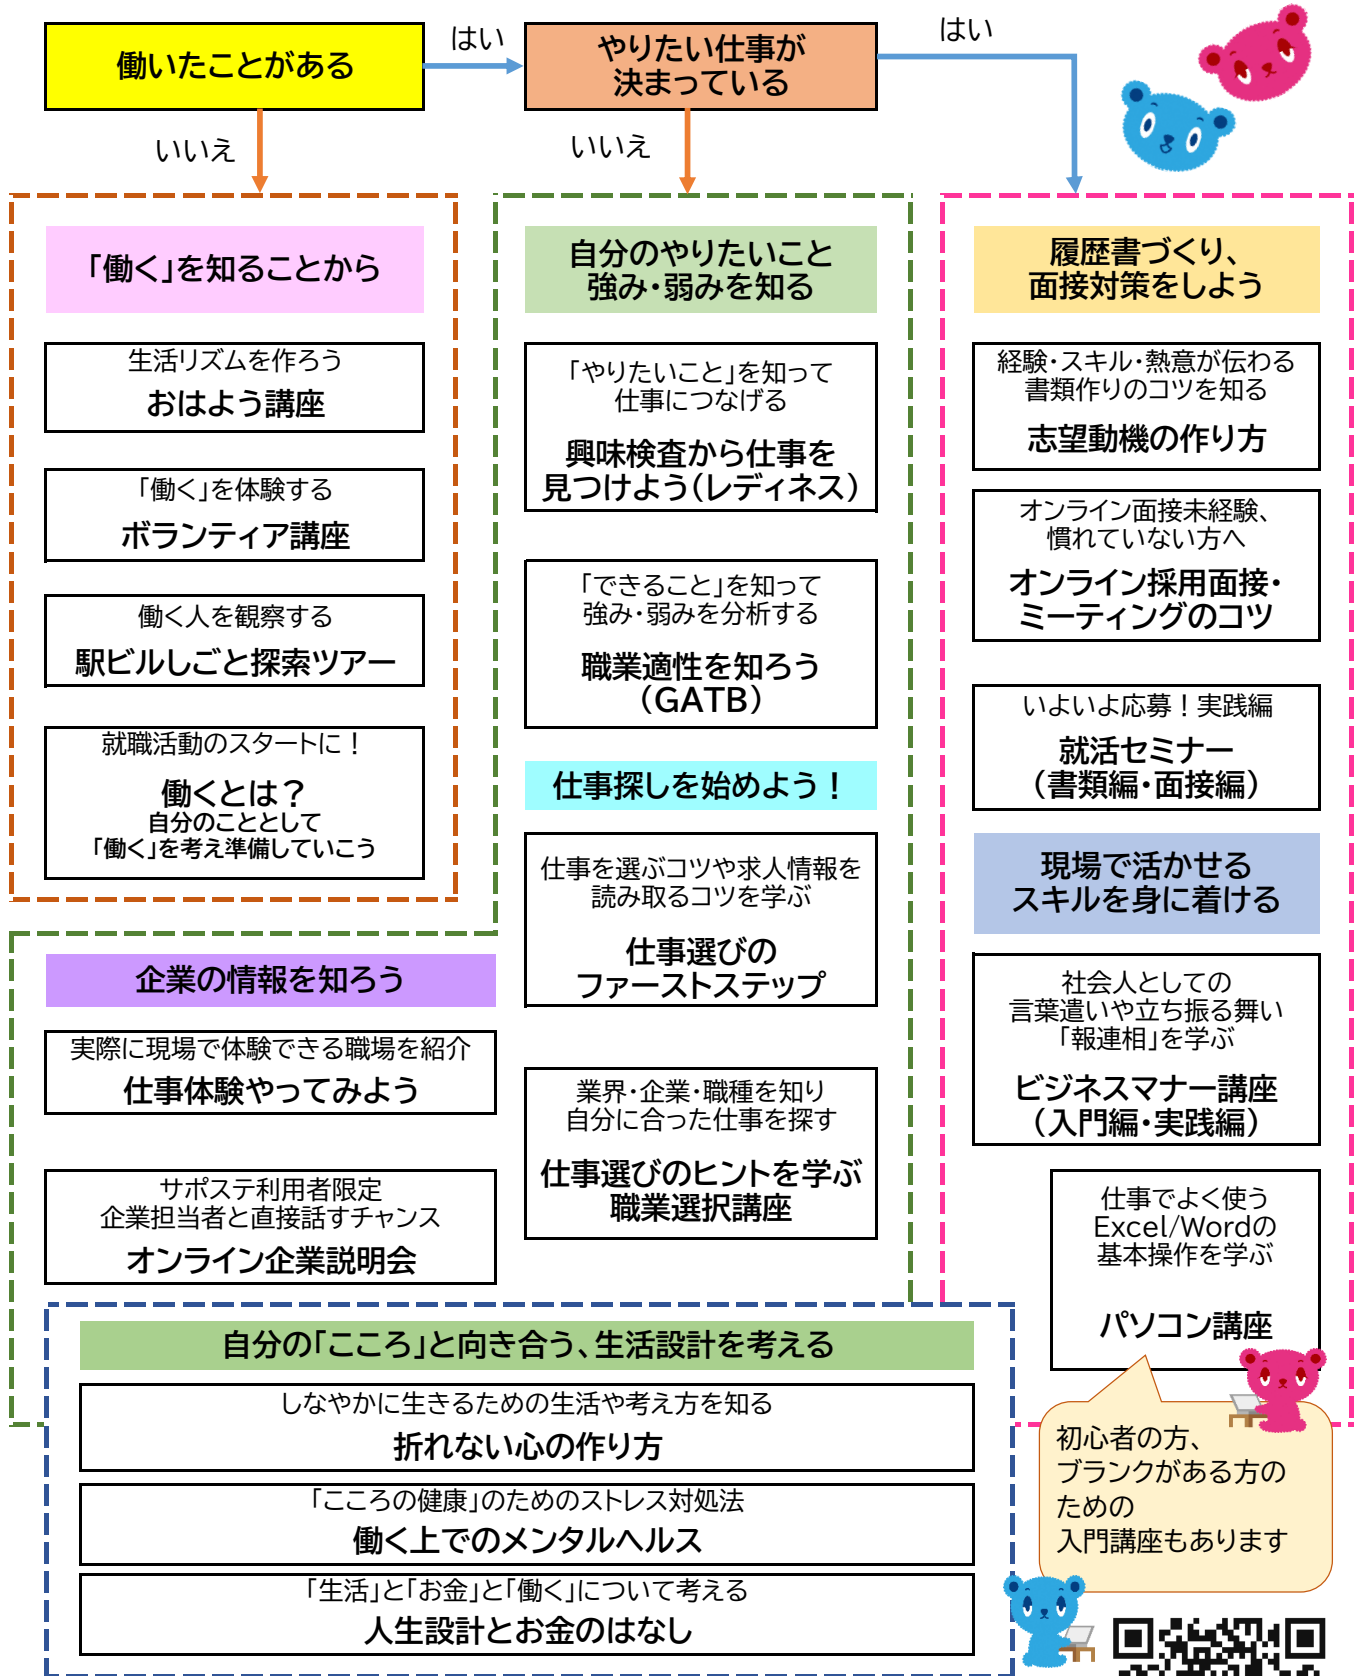 働いたことがある
はい
やりたい仕事が
決まっている
はい
いいえ
いいえ
「働く」を知ることから
生活リズムを作ろう
おはよう講座
「働く」を体験する
ボランティア講座
働く人を観察する
駅ビルしごと探索ツアー
就職活動のスタートに！
働くとは？
自分のこととして
「働く」を考え準備していこう
自分のやりたいこと
強み・弱みを知る
「やりたいこと」を知って
仕事につなげる
興味検査から仕事を
見つけよう（レディネス）
「できること」を知って
強み・弱みを分析する
職業適性を知ろう
（GATB）
仕事探しを始めよう！
仕事を選ぶコツや求人情報を
読み取るコツを学ぶ
仕事選びの
ファーストステップ
業界・企業・職種を知り
自分に合った仕事を探す
仕事選びのヒントを学ぶ
職業選択講座
企業の情報を知ろう
実際に現場で体験できる職場を紹介
仕事体験やってみよう
サポステ利用者限定
企業担当者と直接話すチャンス
オンライン企業説明会
履歴書づくり、
面接対策をしよう
経験・スキル・熱意が伝わる
書類作りのコツを知る
志望動機の作り方
オンライン面接未経験、
慣れていない方へ
オンライン採用面接・
ミーティングのコツ
いよいよ応募！実践編
就活セミナー
（書類編・面接編）
現場で活かせる
スキルを身に着ける
社会人としての
言葉遣いや立ち振る舞い
「報連相」を学ぶ
ビジネスマナー講座
（入門編・実践編）
仕事でよく使う
Excel/Wordの
基本操作を学ぶ
パソコン講座
初心者の方、
ブランクがある方の
ための
入門講座もあります
自分の「こころ」と向き合う、生活設計を考える
しなやかに生きるための生活や考え方を知る
折れない心の作り方
「こころの健康」のためのストレス対処法
働く上でのメンタルヘルス
「生活」と「お金」と「働く」について考える
人生設計とお金のはなし